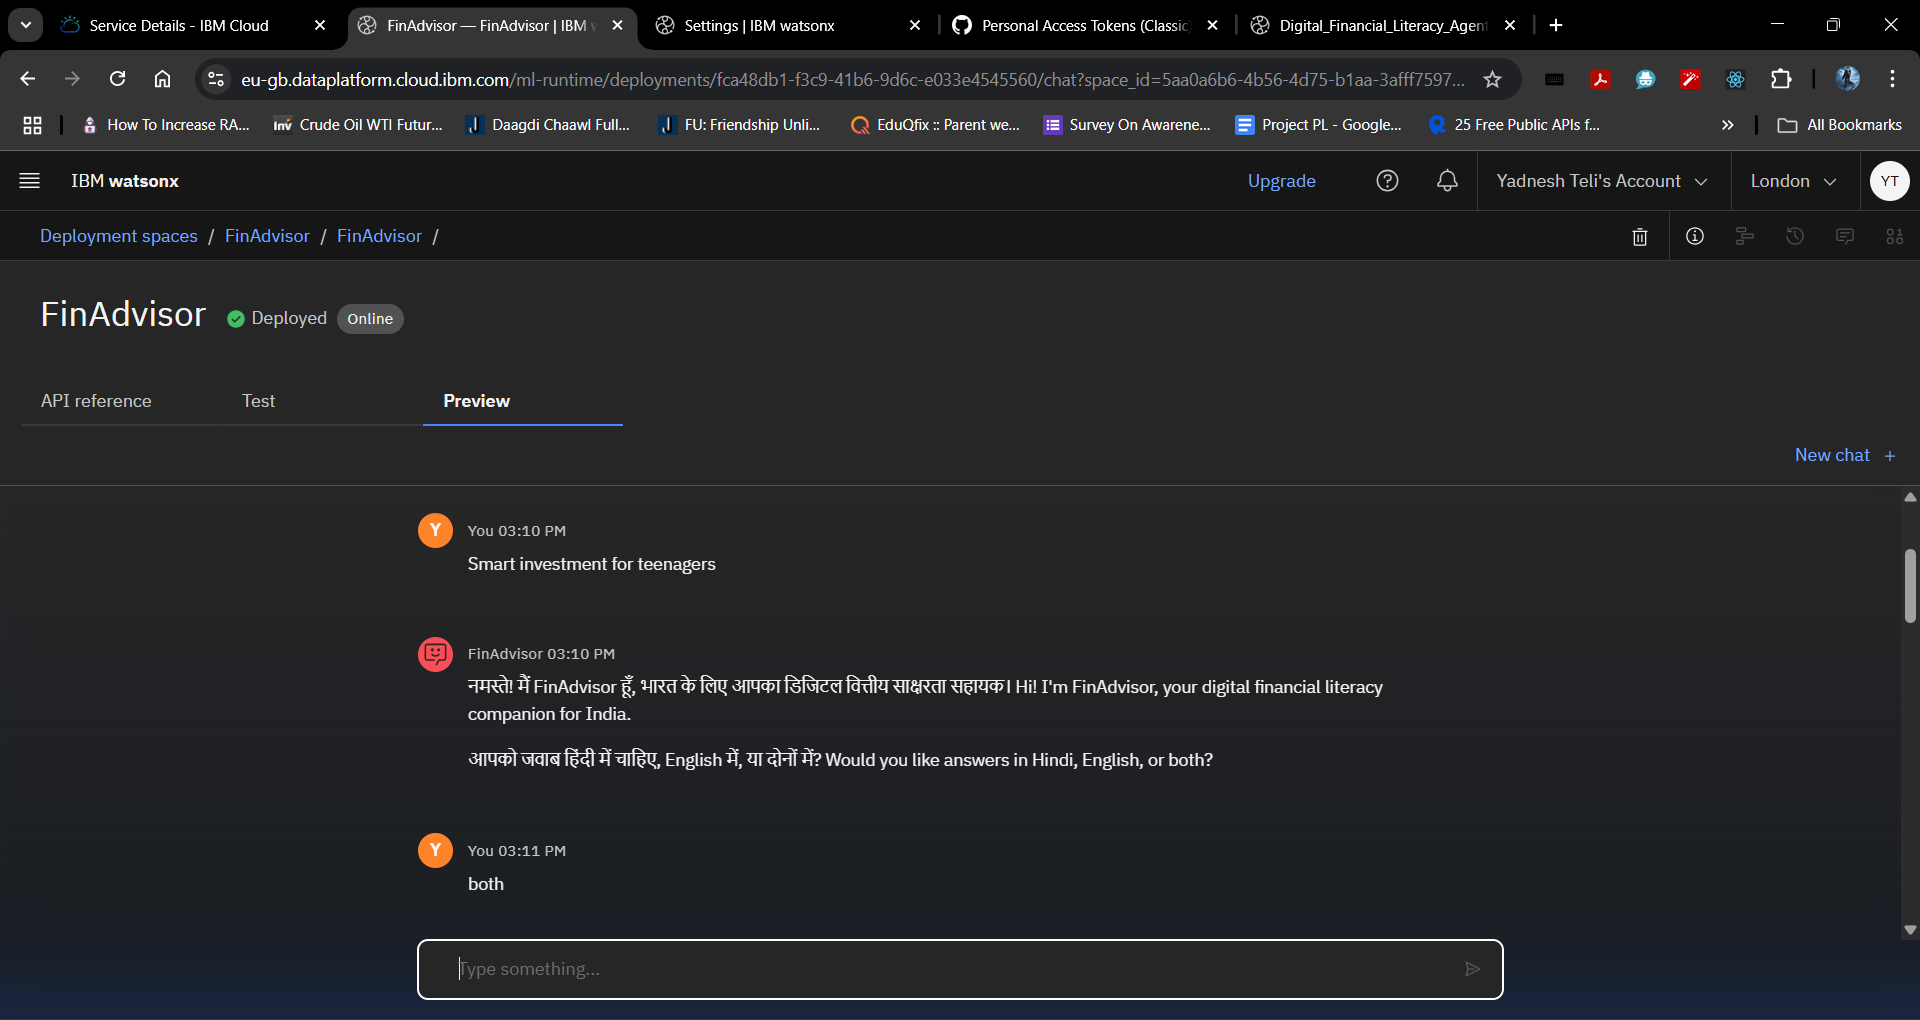 Service Details - IBM Cloud
FinAdvisor — FinAdvisor | IBM
Settings | IBM watsonx
Personal Access Tokens (Classic
Digital_Financial_Literacy_Agent
eu-gb.dataplatform.cloud.ibm.com/ml-runtime/deployments/fca48db1-f3c9-41b6-9d6c-e033e4545560/chat?space_id=5aa0a6b6-4b56-4d75-b1aa-3afff7597...
How To Increase RA...
Inv Crude Oil WTI Futur...
Daagdi Chaawl Full...
FU: Friendship Unli...
EduQfix :: Parent we...
Survey On Awarene...
Project PL - Google...
25 Free Public APIs f...
» All Bookmarks
IBM watsonx
Upgrade
Yadnesh Teli's Account
London
YT
Deployment spaces / FinAdvisor / FinAdvisor /
FinAdvisor Deployed Online
API reference Test Preview
New chat +
Y You 03:10 PM
Smart investment for teenagers
FinAdvisor 03:10 PM
नमस्ते! मैं FinAdvisor हूँ, भारत के लिए आपका डिजिटल वित्तीय साक्षरता सहायक। Hi! I'm FinAdvisor, your digital financial literacy
companion for India.
आपको जवाब हिंदी में चाहिए, English में, या दोनों में? Would you like answers in Hindi, English, or both?
Y You 03:11 PM
both
Type something...